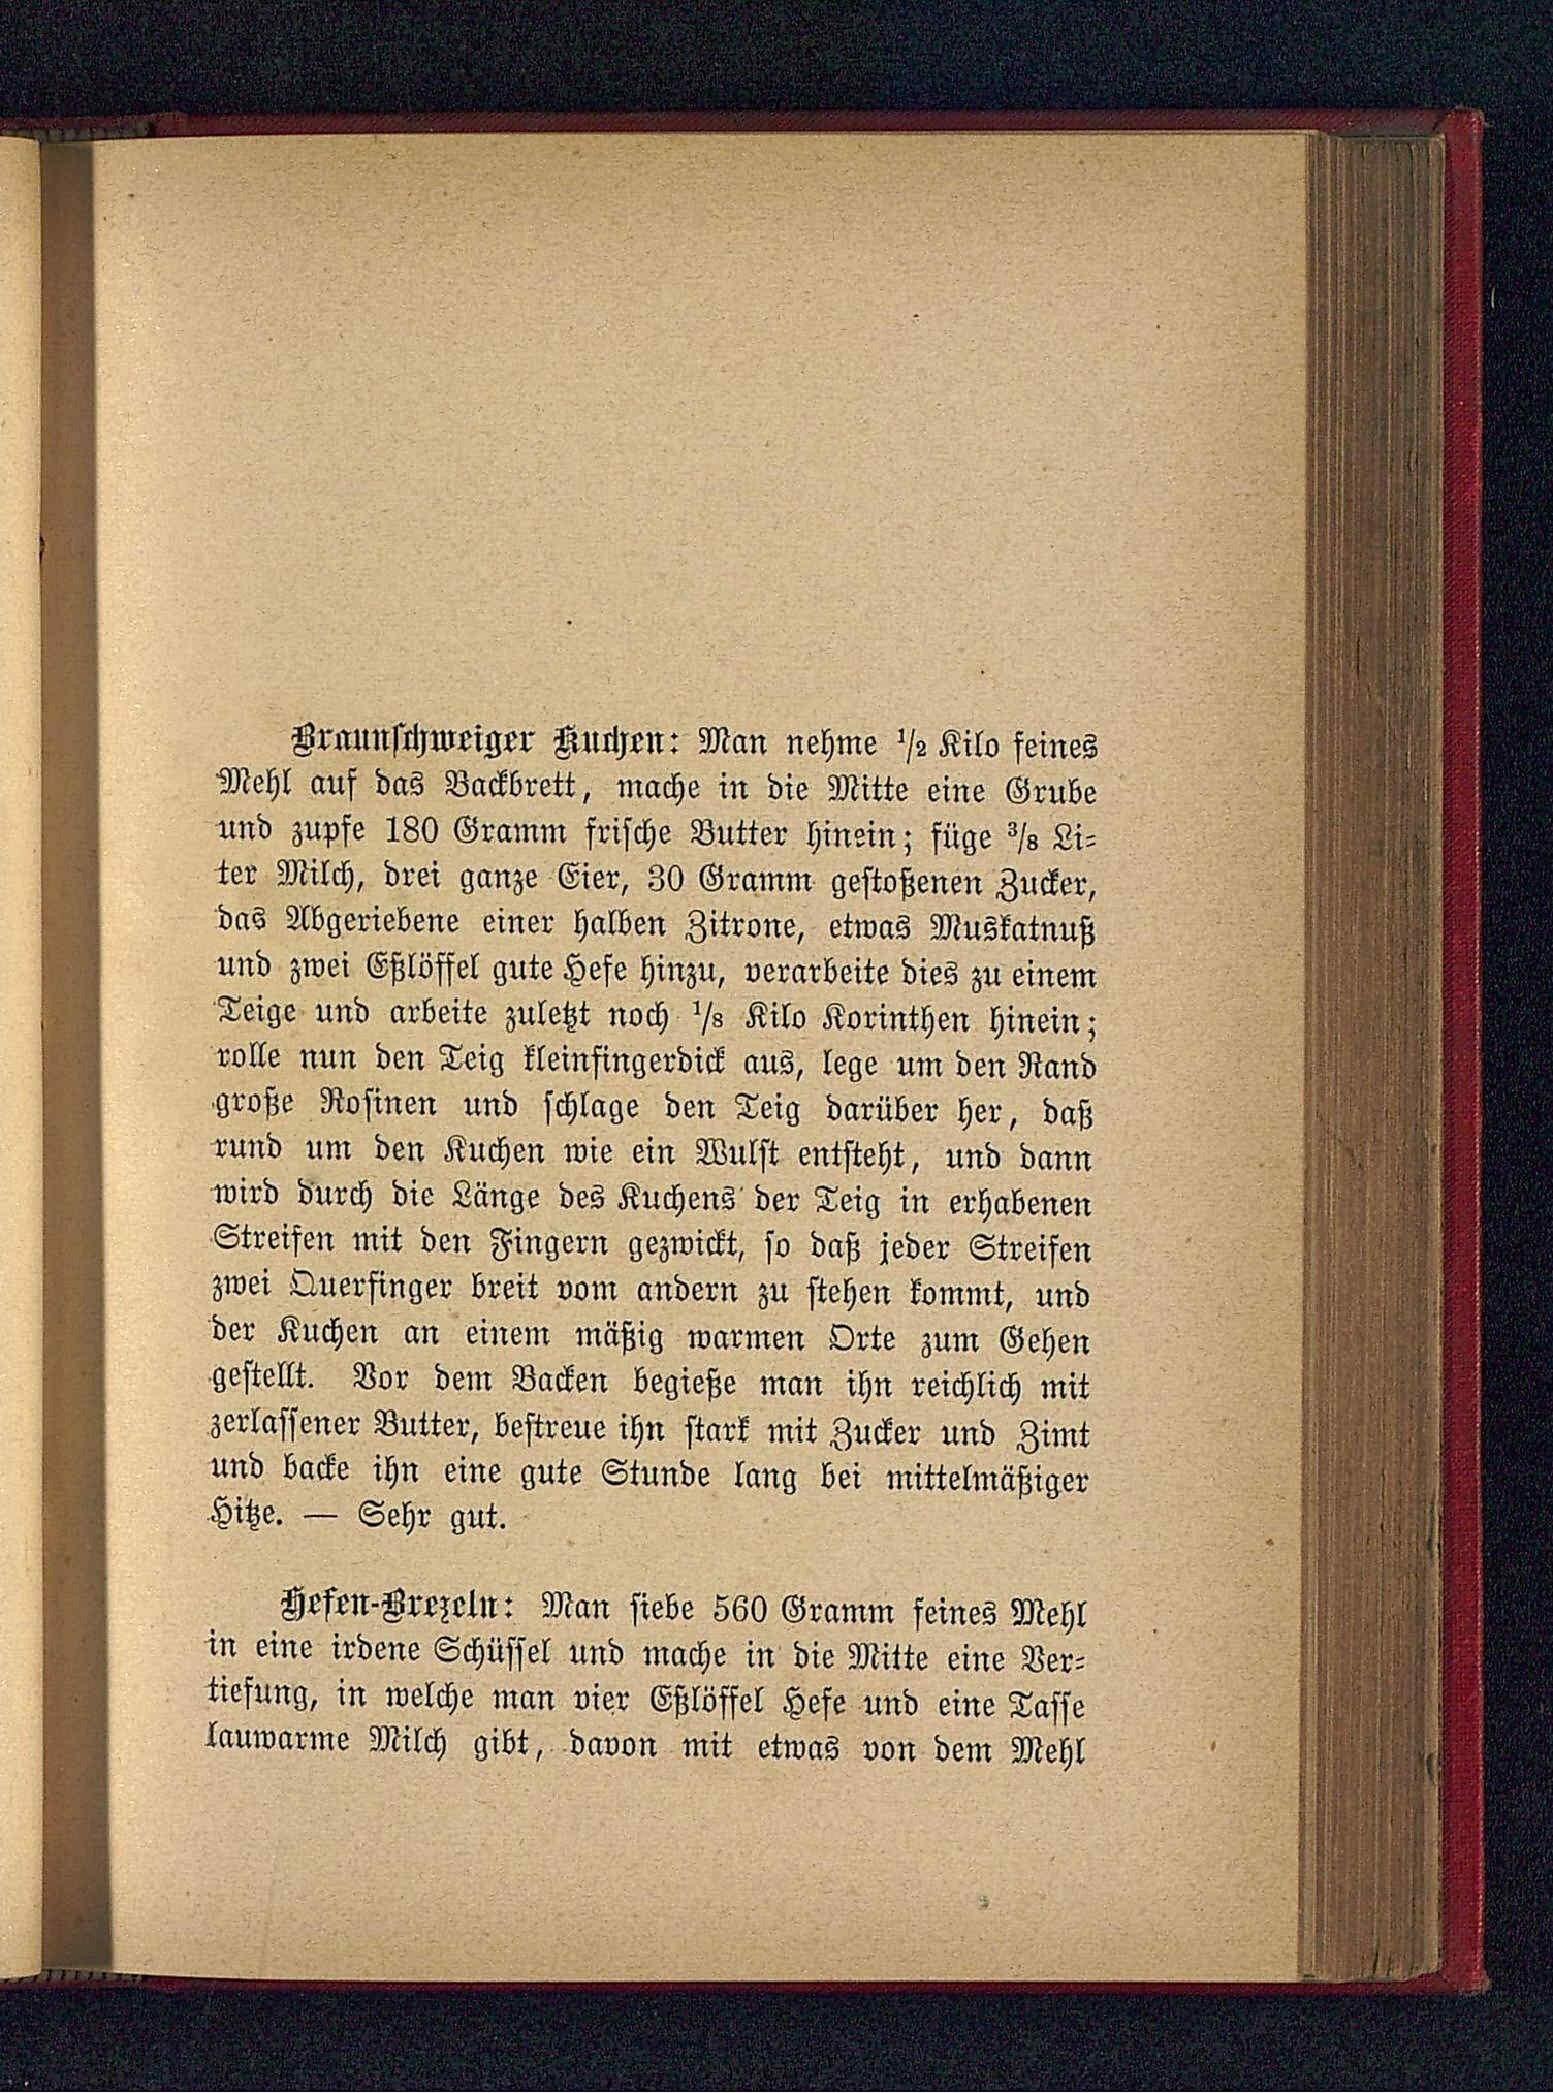 Braunschweiger Kuchen: Man nehme 1/2 Kilo feines
Mehl auf das Backbrett, mache in die Mitte eine Grube
und zupfe 180 Gramm frische Butter hinein; füge 3/8 Li-
ter Milch, drei ganze Eier, 30 Gramm gestoßenen Zucker,
das Abgeriebene einer halben Zitrone, etwas Muskatnuß
und zwei Eßlöffel gute Hefe hinzu, verarbeite dies zu einem
Teige und arbeite zuletzt noch 1/8 Kilo Korinthen hinein;
rolle nun den Teig kleinfingerdick aus, lege um den Rand
große Rosinen und schlage den Teig darüber her, daß
rund um den Kuchen wie ein Wulst entsteht, und dann
wird durch die Länge des Kuchens der Teig in erhabenen
Streifen mit den Fingern gezwickt, so daß jeder Streifen
zwei Querfinger breit vom andern zu stehen kommt, und
der Kuchen an einem mäßig warmen Orte zum Gehen
gestellt. Vor dem Backen begieße man ihn reichlich mit
zerlassener Butter, bestreue ihn stark mit Zucker und Zimt
und backe ihn eine gute Stunde lang bei mittelmäßiger
Hitze. — Sehr gut.
Hefen-Brezeln: Man siebe 560 Gramm feines Mehl
in eine irdene Schüssel und mache in die Mitte eine Ver-
tiefung, in welche man vier Eßlöffel Hefe und eine Tasse
lauwarme Milch gibt, davon mit etwas von dem Mehl